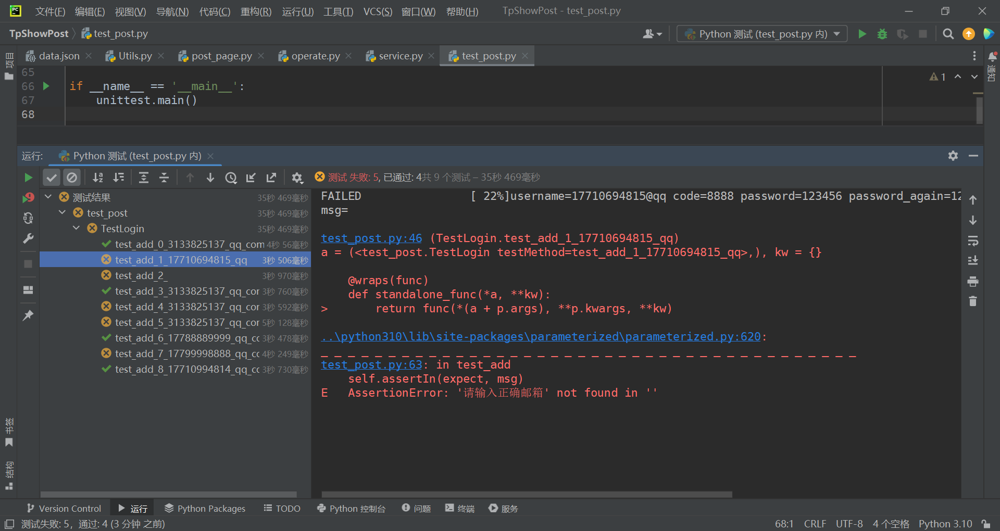 PC
文件(F) 编辑(E) 视图(V) 导航(N) 代码(C) 重构(R) 运行(U) 工具(T) VCS(S) 窗口(W) 帮助(H) TpShowPost - test_post.py
TpShowPost test_post.py
Python 测试 (test_post.py 内)
项目
data.json Utils.py post_page.py operate.py service.py test_post.py
通知
65
66 if __name__ == '__main__':
67 unittest.main()
68
1
运行: Python 测试 (test_post.py 内)
测试 失败: 5, 已通过: 4共 9 个测试 – 35秒 469毫秒
测试结果 35秒 469毫秒
test_post 35秒 469毫秒
TestLogin 35秒 469毫秒
test_add_0_3133825137_qq_com 4秒 56毫秒
test_add_1_17710694815_qq 3秒 506毫秒
test_add_2_ 3秒 970毫秒
test_add_3_3133825137_qq_cor 3秒 760毫秒
test_add_4_3133825137_qq_cor 3秒 592毫秒
test_add_5_3133825137_qq_cor 5秒 128毫秒
test_add_6_17788889999_qq_cc 3秒 478毫秒
test_add_7_17799998888_qq_cc 4秒 249毫秒
test_add_8_17710994814_qq_cc 3秒 730毫秒
FAILED [ 22%]username=17710694815@qq code=8888 password=123456 password_again=12
msg=
test_post.py:46 (TestLogin.test_add_1_17710694815_qq)
a = (<test_post.TestLogin testMethod=test_add_1_17710694815_qq>,), kw = {}
@wraps(func)
def standalone_func(*a, **kw):
> return func(*(a + p.args), **p.kwargs, **kw)
..\python310\lib\site-packages\parameterized\parameterized.py:620:
_ _ _ _ _ _ _ _ _ _ _ _ _ _ _ _ _ _ _ _ _ _ _ _ _ _ _ _ _ _ _ _ _ _ _ _ _ _ _ _
test_post.py:63: in test_add
self.assertIn(expect, msg)
E AssertionError: '请输入正确邮箱' not found in ''
书签
结构
Version Control 运行 Python Packages TODO Python 控制台 问题 终端 服务
测试失败: 5，通过: 4 (3 分钟 之前) 68:1 CRLF UTF-8 4 个空格 Python 3.10